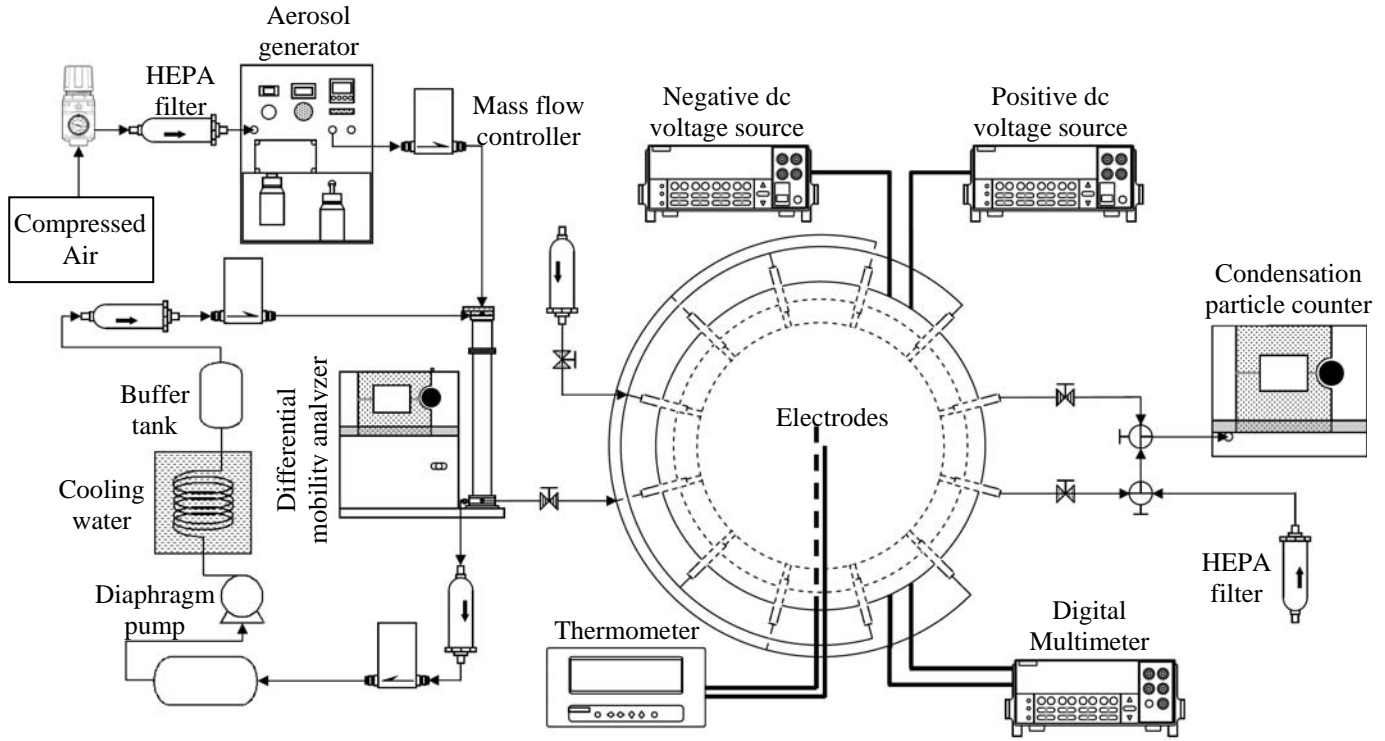 Aerosol
generator
HEPA
filter
Mass flow
controller
Negative dc
voltage source
Positive dc
voltage source
Compressed
Air
Condensation
particle counter
Buffer
tank
Differential
mobility analyzer
Electrodes
Cooling
water
HEPA
filter
Diaphragm
pump
Thermometer
Digital
Multimeter